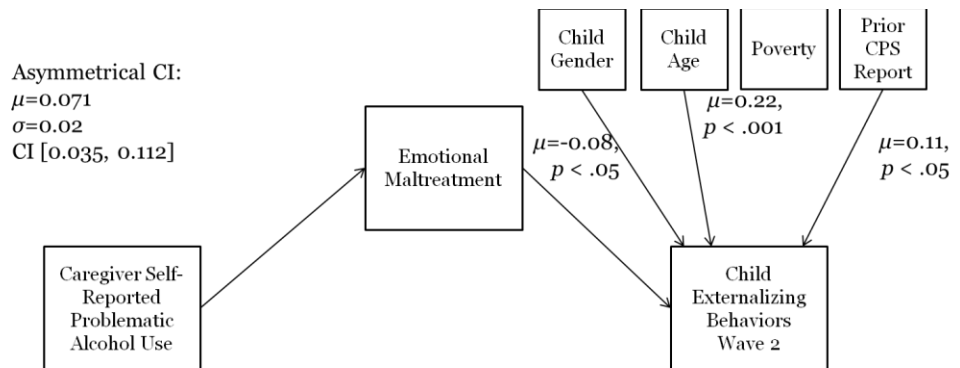 Asymmetrical CI:
μ=0.071
σ=0.02
CI [0.035, 0.112]
Child
Gender
Child
Age
Poverty
Prior
CPS
Report
Emotional
Maltreatment
μ=-0.08,
p < .05
μ=0.22,
p < .001
μ=0.11,
p < .05
Caregiver Self-
Reported
Problematic
Alcohol Use
Child
Externalizing
Behaviors
Wave 2